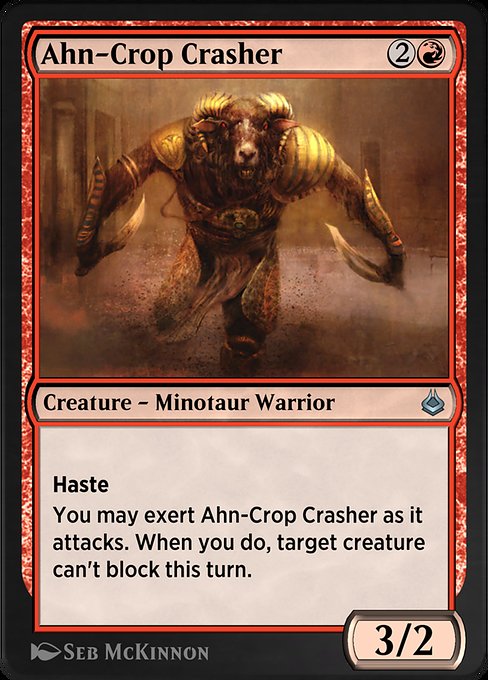 Ahn-Crop Crasher 2
Creature – Minotaur Warrior
Haste
You may exert Ahn-Crop Crasher as it
attacks. When you do, target creature
can't block this turn.
3/2
Seb McKinnon